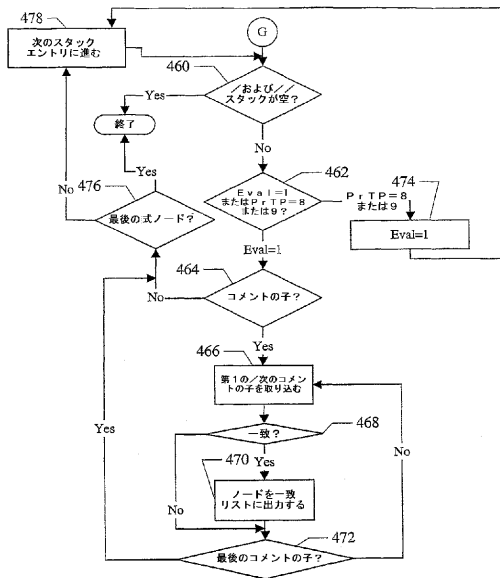 478
次のスタック
エントリに進む
G
460
/および//
スタックが空?
Yes
終了
No
Yes
476
最後の式ノード?
No
462
Eval=1
またはPrTP=8
または9?
PrTP=8
または9
474
Eval=1
Eval=1
464
コメントの子?
No
Yes
466
第1の/次のコメント
の子を取り込む
468
一致?
Yes
No
Yes
No
470
ノードを一致
リストに出力する
472
最後のコメントの子?